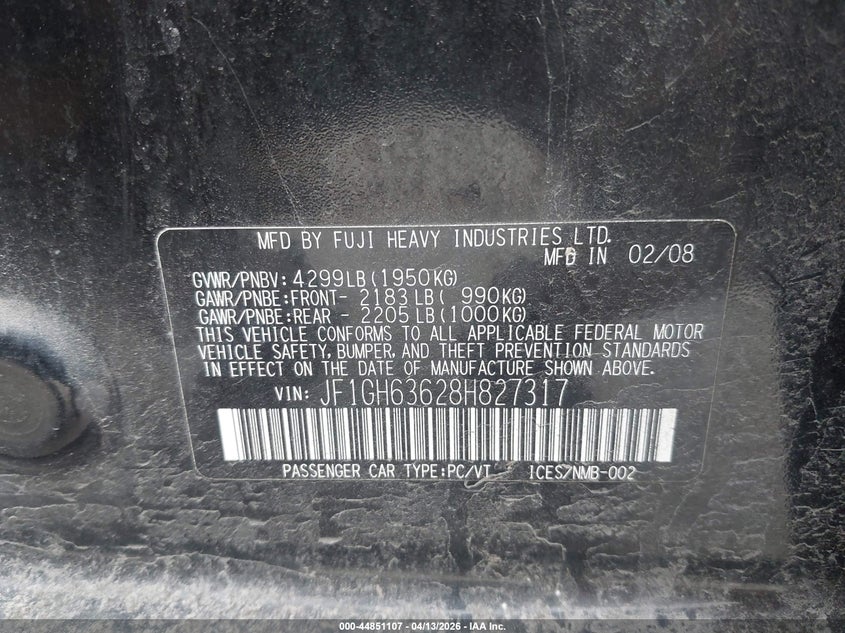 MFD BY FUJI HEAVY INDUSTRIES LTD.
MFD IN 02/08
GVWR/PNBV: 4299LB(1950KG)
GAWR/PNBE:FRONT- 2183LB( 990KG)
GAWR/PNBE:REAR - 2205LB(1000KG)
THIS VEHICLE CONFORMS TO ALL APPLICABLE FEDERAL MOTOR
VEHICLE SAFETY, BUMPER, AND THEFT PREVENTION STANDARDS
IN EFFECT ON THE DATE OF MANUFACTURE SHOWN ABOVE.
VIN: JF1GH63628H827317
PASSENGER CAR TYPE:PC/VT ICES/NMB-002
000-44851107 - 04/13/2026 - IAA Inc.